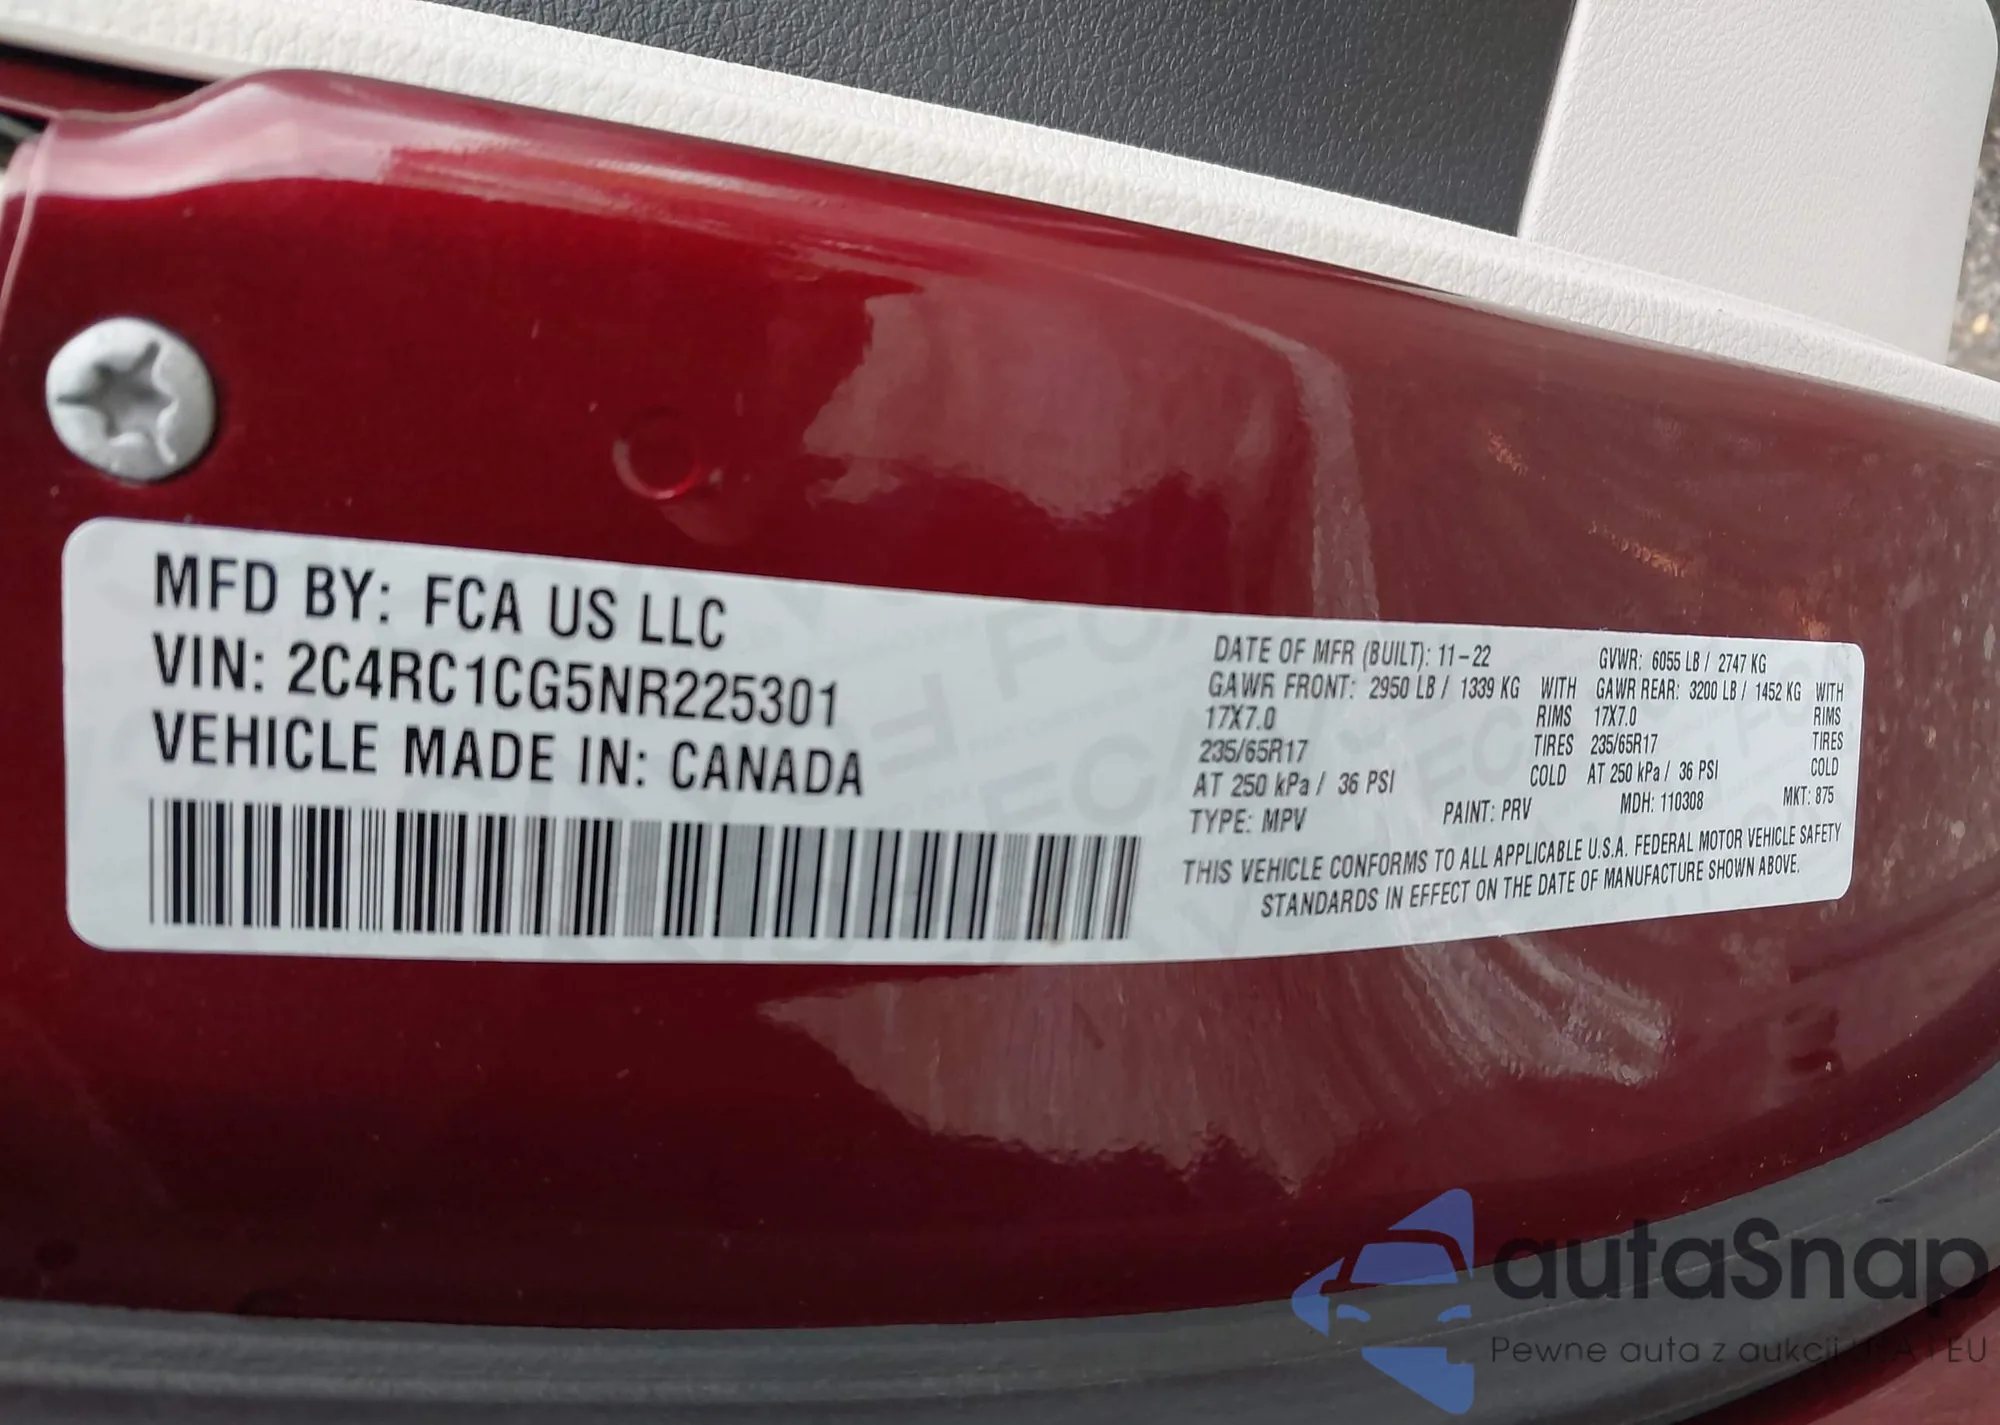 MFD BY: FCA US LLC
VIN: 2C4RC1CG5NR225301
VEHICLE MADE IN: CANADA
DATE OF MFR (BUILT): 11-22 GVWR: 6055 LB / 2747 KG
GAWR FRONT: 2950 LB / 1339 KG WITH GAWR REAR: 3200 LB / 1452 KG WITH
17X7.0 RIMS 17X7.0 RIMS
235/65R17 TIRES 235/65R17 TIRES
AT 250 kPa / 36 PSI COLD AT 250 kPa / 36 PSI COLD
TYPE: MPV PAINT: PRV MDH: 110308 MKT: 875
THIS VEHICLE CONFORMS TO ALL APPLICABLE U.S.A. FEDERAL MOTOR VEHICLE SAFETY
STANDARDS IN EFFECT ON THE DATE OF MANUFACTURE SHOWN ABOVE.
autaSnap
Pewne auta z aukcji EU